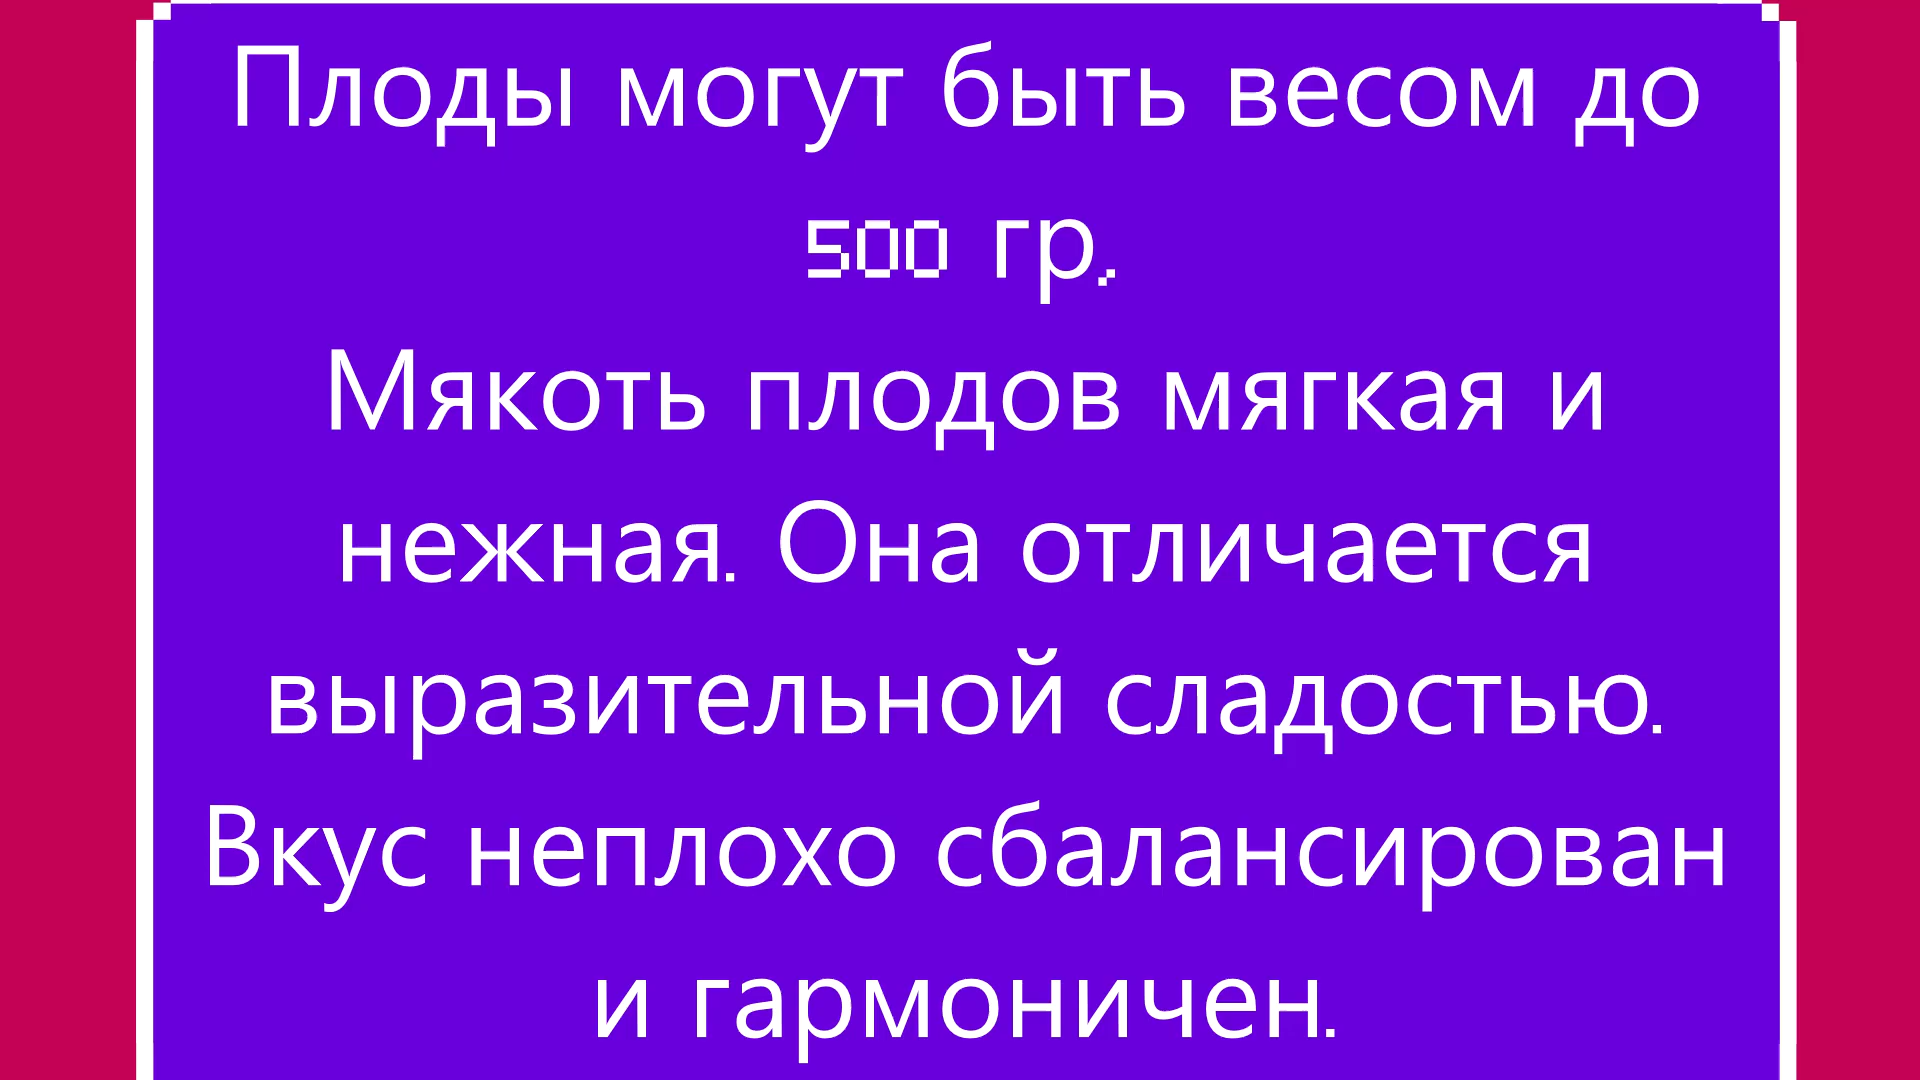 Плоды могут быть весом до
500 гр,.
Мякоть плодов мягкая и
нежная. Она отличается
выразительной сладостью.
Вкус неплохо сбалансирован
и гармоничен.